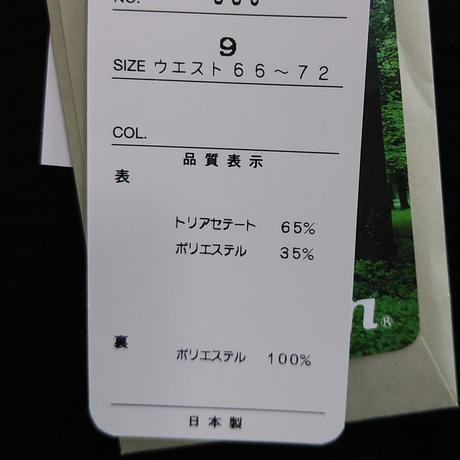 NO.
9
SIZE ウエスト66～72
COL.
品質表示
表
トリアセテート 65%
ポリエステル 35%
裏
ポリエステル 100%
日本製
n®